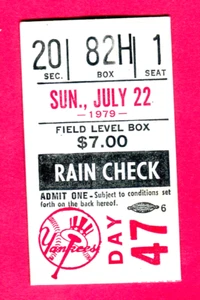 20 82H 1
SEC. BOX SEAT
SUN., JULY 22
-1979-
FIELD LEVEL BOX
$7.00
RAIN CHECK
ADMIT ONE-Subject to conditions set
forth on the back hereof.
6
Yankees
DAY 47